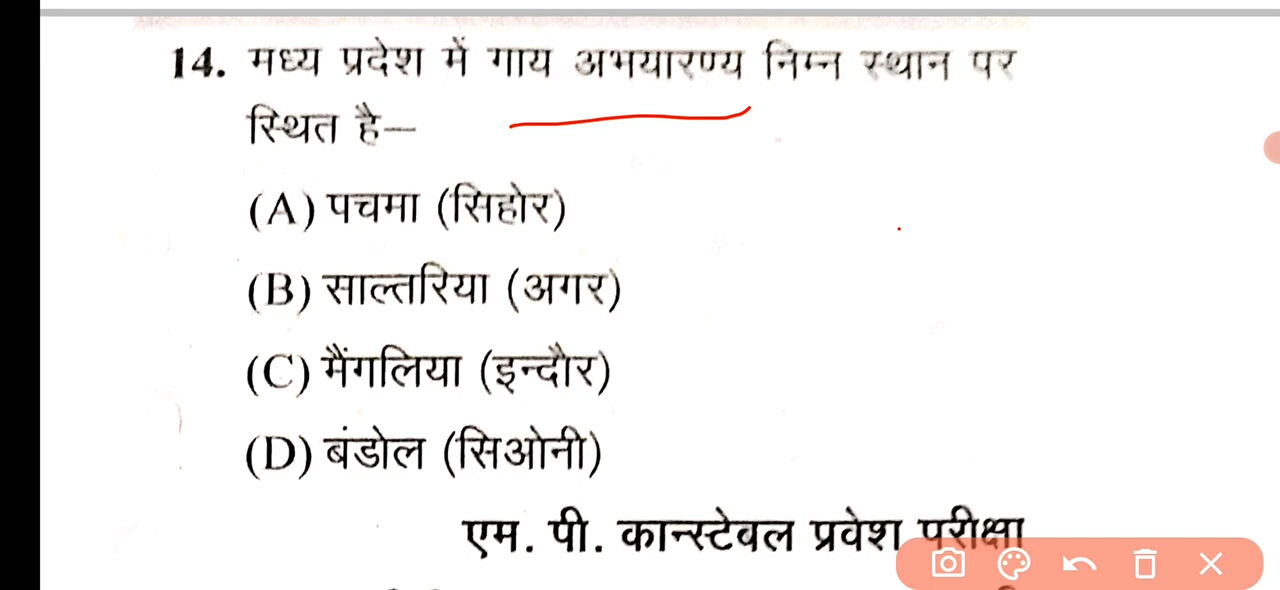 14. मध्य प्रदेश में गाय अभयारण्य निम्न स्थान पर
स्थित है—
(A) पचमा (सिहोर)
(B) साल्तरिया (अगर)
(C) मैंगलिया (इन्दौर)
(D) बंडोल (सिओनी)
एम. पी. कान्स्टेबल प्रवेश परीक्षा